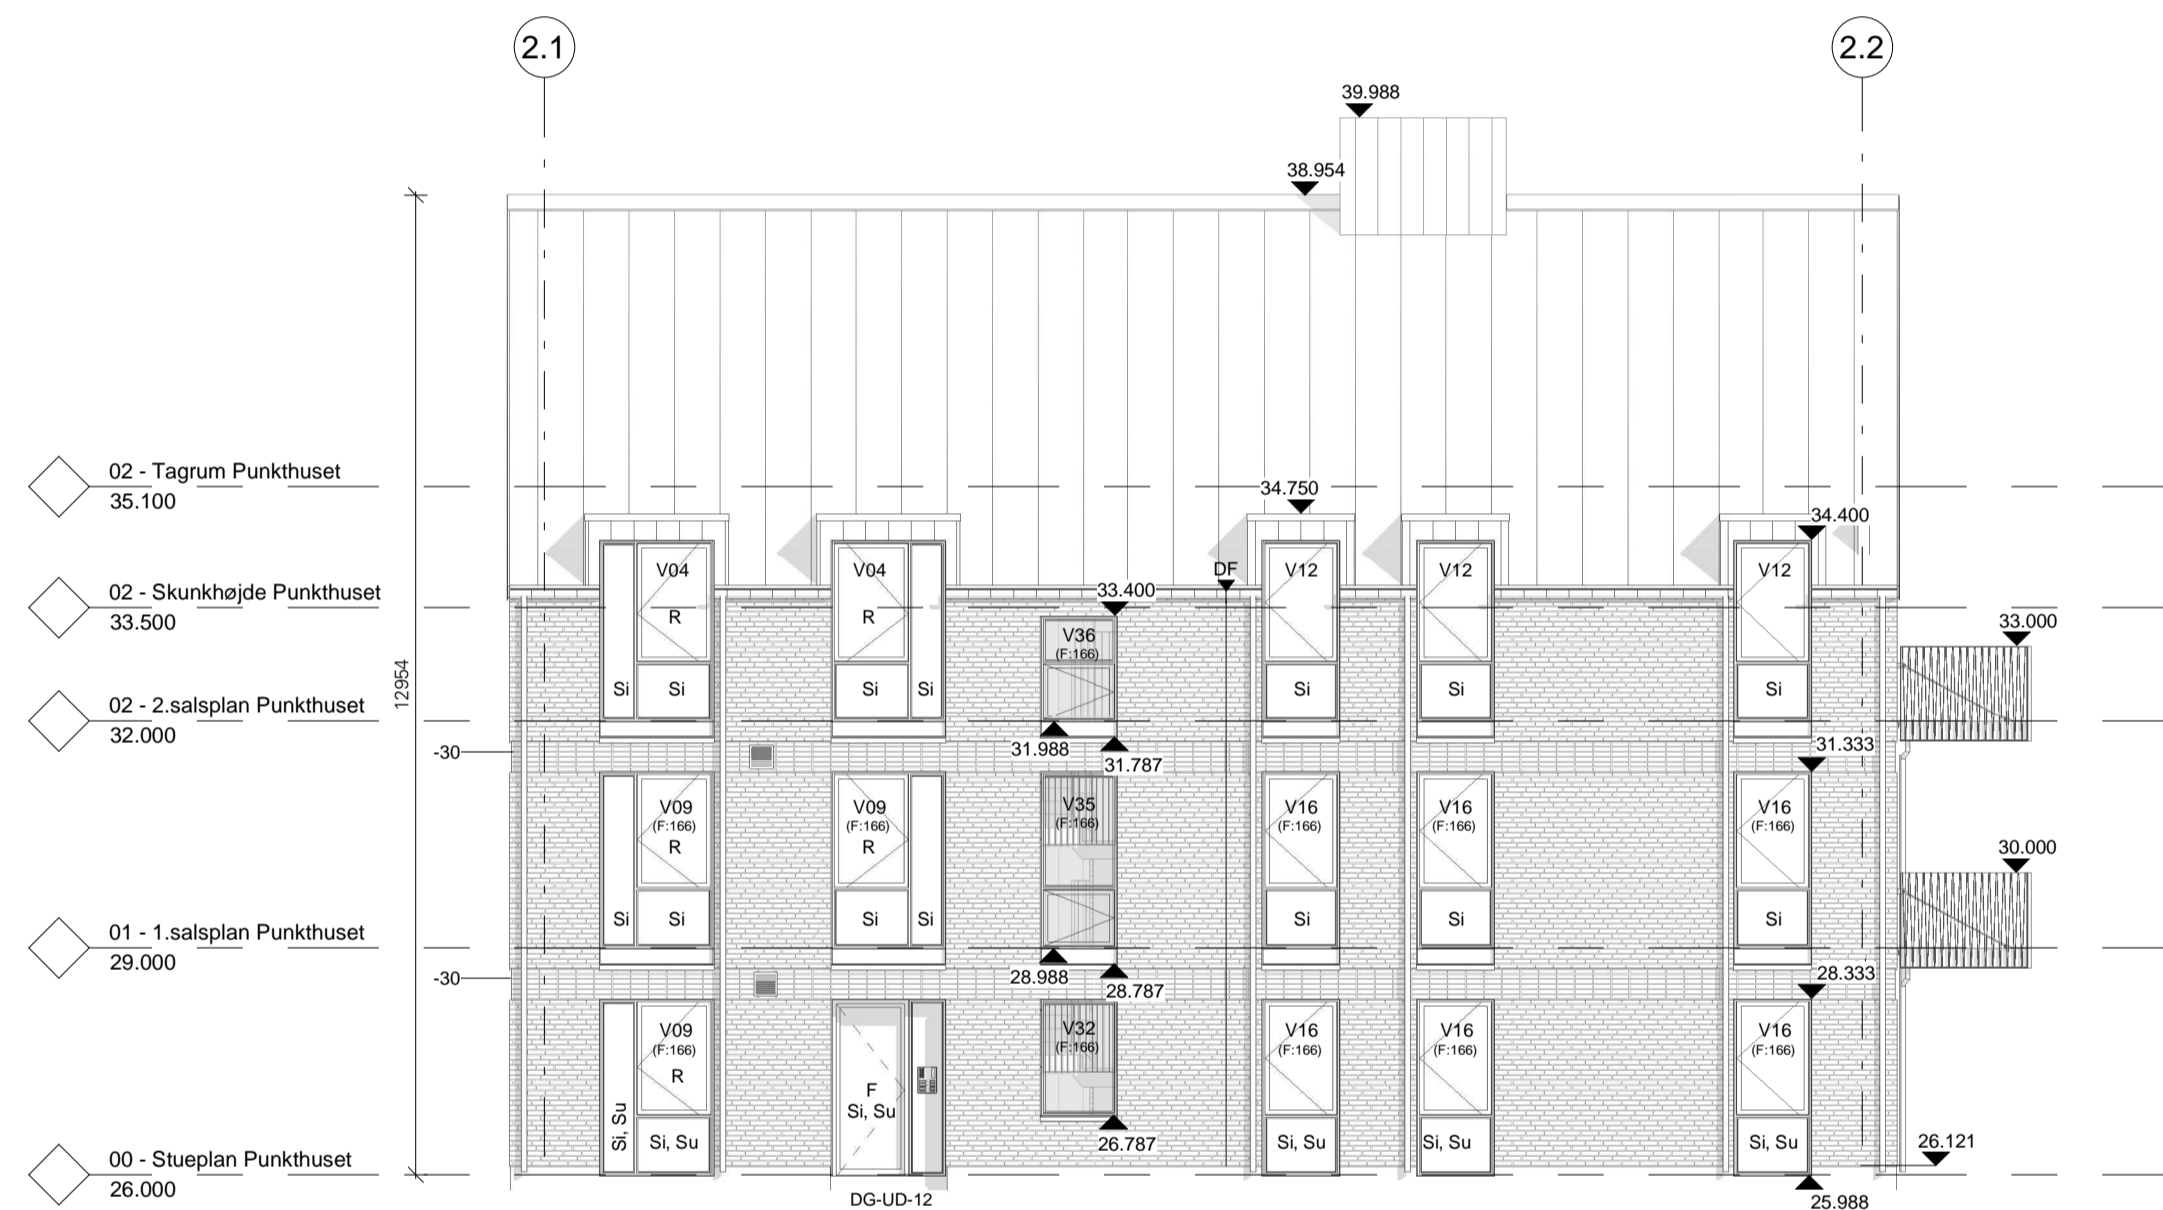 2.1
2.2
39.988
38.954
02 - Tagrum Punkthuset
35.100
34.750
34.400
V04
V04
V12
V12
V12
DF
02 - Skunkhøjde Punkthuset
33.500
33.400
R
R
V36
(F:166)
33.000
12954
Si
Si
Si
Si
Si
Si
Si
02 - 2.salsplan Punkthuset
32.000
-30
31.988
31.787
31.333
V09
(F:166)
R
V09
(F:166)
R
V35
(F:166)
V16
(F:166)
V16
(F:166)
V16
(F:166)
30.000
Si
Si
Si
Si
Si
Si
Si
01 - 1.salsplan Punkthuset
29.000
-30
28.988
28.787
28.333
V09
(F:166)
R
V32
(F:166)
V16
(F:166)
V16
(F:166)
V16
(F:166)
F
Si, Su
Si, Su
Si, Su
Si, Su
Si, Su
Si, Su
26.787
26.121
00 - Stueplan Punkthuset
26.000
DG-UD-12
25.988